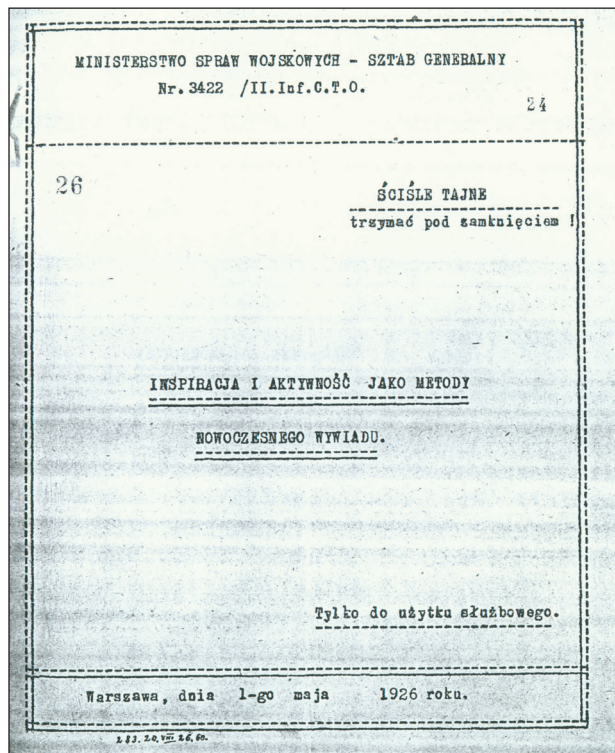 MINISTERSTWO SPRAW WOJSKOWYCH - SZTAB GENERALNY
Nr. 3422 /II.Inf.C.T.O.
24
26
ŚCIŚLE TAJNE
trzymać pod zamknięciem !
INSPIRACJA I AKTYWNOŚĆ JAKO METODY
NOWOCZESNEGO WYWIADU.
Tylko do użytku służbowego.
Warszawa, dnia 1-go maja 1926 roku.